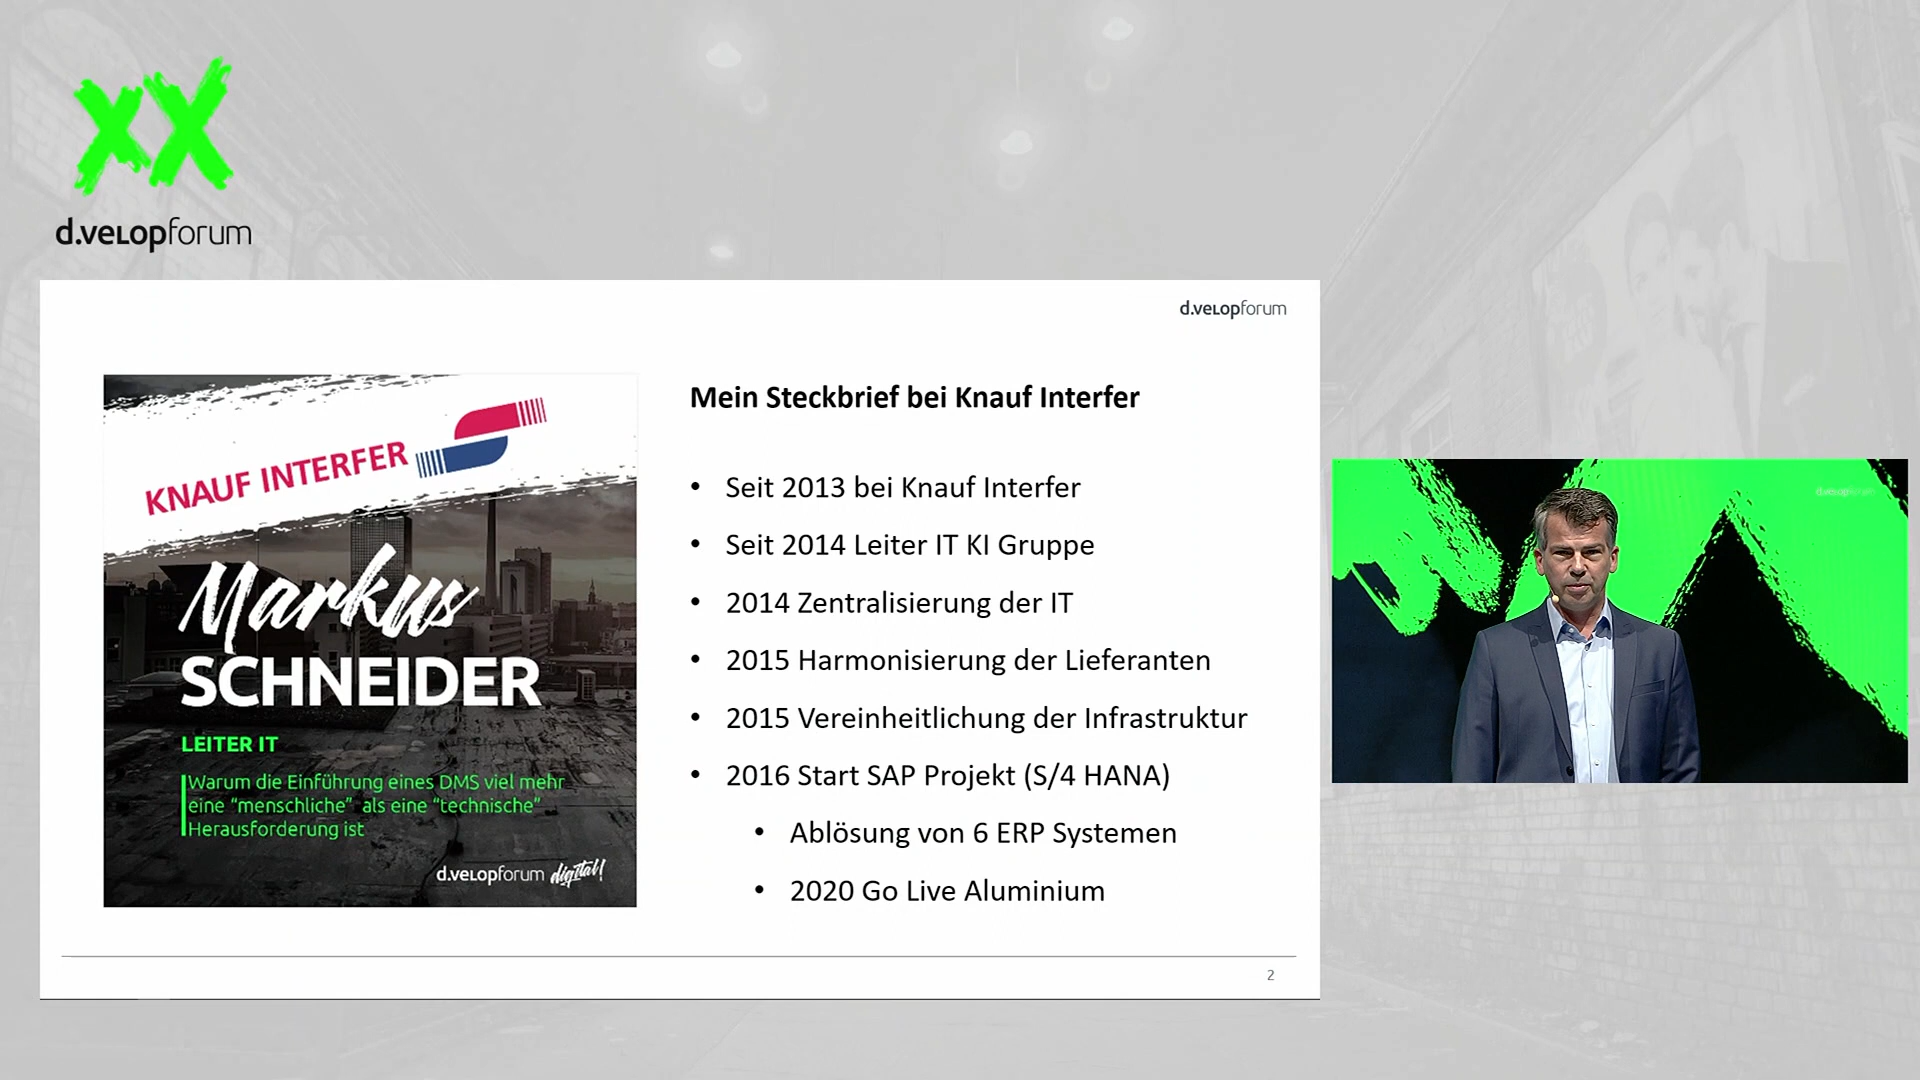 xX
d.velopforum
d.velopforum
KNAUF INTERFER
Markus
SCHNEIDER
LEITER IT
Warum die Einführung eines DMS viel mehr
eine “menschliche” als eine “technische”
Herausforderung ist
d.velopforum digital!
Mein Steckbrief bei Knauf Interfer
• Seit 2013 bei Knauf Interfer
• Seit 2014 Leiter IT KI Gruppe
• 2014 Zentralisierung der IT
• 2015 Harmonisierung der Lieferanten
• 2015 Vereinheitlichung der Infrastruktur
• 2016 Start SAP Projekt (S/4 HANA)
• Ablösung von 6 ERP Systemen
• 2020 Go Live Aluminium
2
d.velopforum